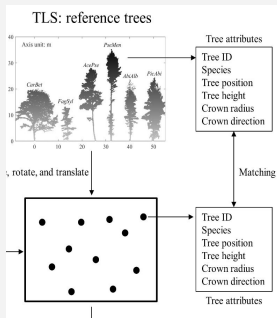 TLS: reference trees
Axis unit: m
40
30
20
10
0
0
10
20
30
40
50
CarBet
FagSyl
AcePse
PseMen
AbiAlb
PicAbi
Tree attributes
Tree ID
Species
Tree position
Tree height
Crown radius
Crown direction
, rotate, and translate
Matching
Tree ID
Species
Tree position
Tree height
Crown radius
Crown direction
Tree attributes